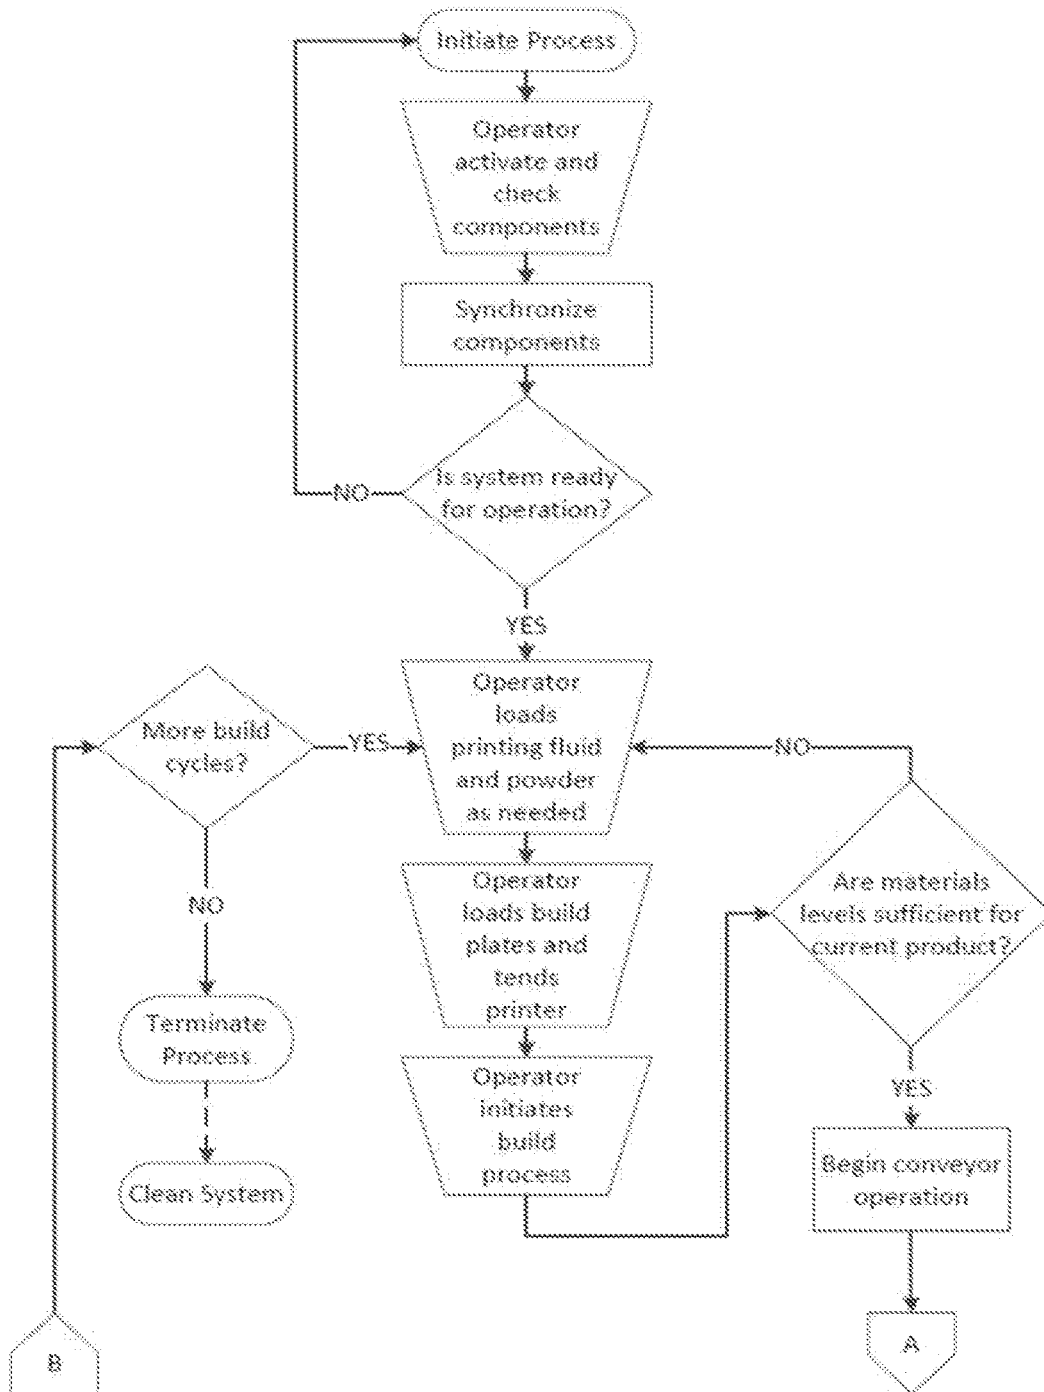 Initiate Process
Operator
activate and
check
components
Synchronize
components
Is system ready
for operation?
NO
YES
More build
cycles?
YES
Operator
loads
printing fluid
and powder
as needed
NO
Are materials
levels sufficient for
current product?
NO
Operator
loads build
plates and
tends
printer
Terminate
Process
Operator
initiates
build
process
YES
Clean System
Begin conveyor
operation
B
A